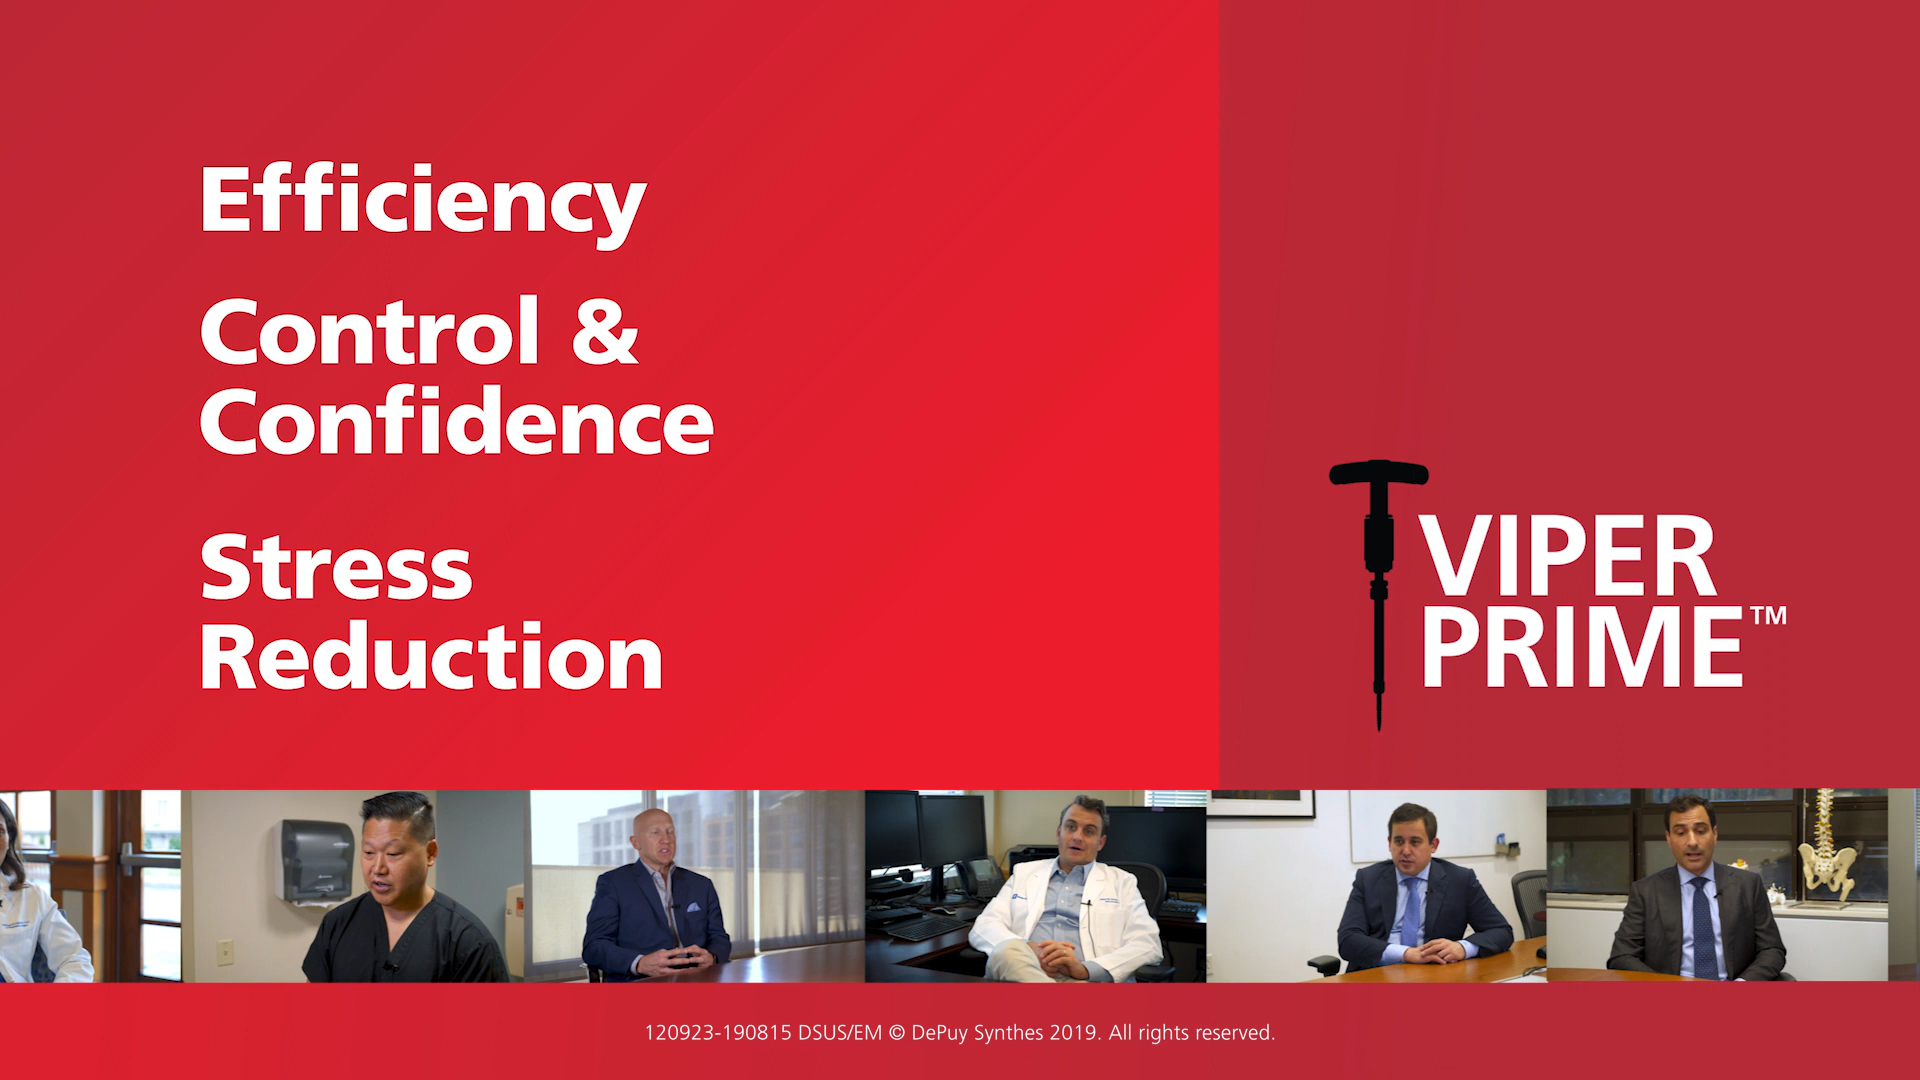 Efficiency
Control &
Confidence
Stress
Reduction
VIPER
PRIME™
120923-190815 DSUS/EM © DePuy Synthes 2019. All rights reserved.